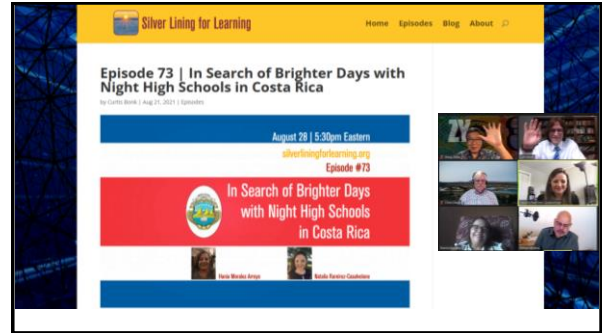 Silver Lining for Learning
Home Episodes Blog About
Episode 73 | In Search of Brighter Days with
Night High Schools in Costa Rica
by Curtis Bonk | Aug 21, 2021 | Episodes
August 28 | 5:30pm Eastern
silverliningforlearning.org
Episode #73
In Search of Brighter Days
with Night High Schools
in Costa Rica